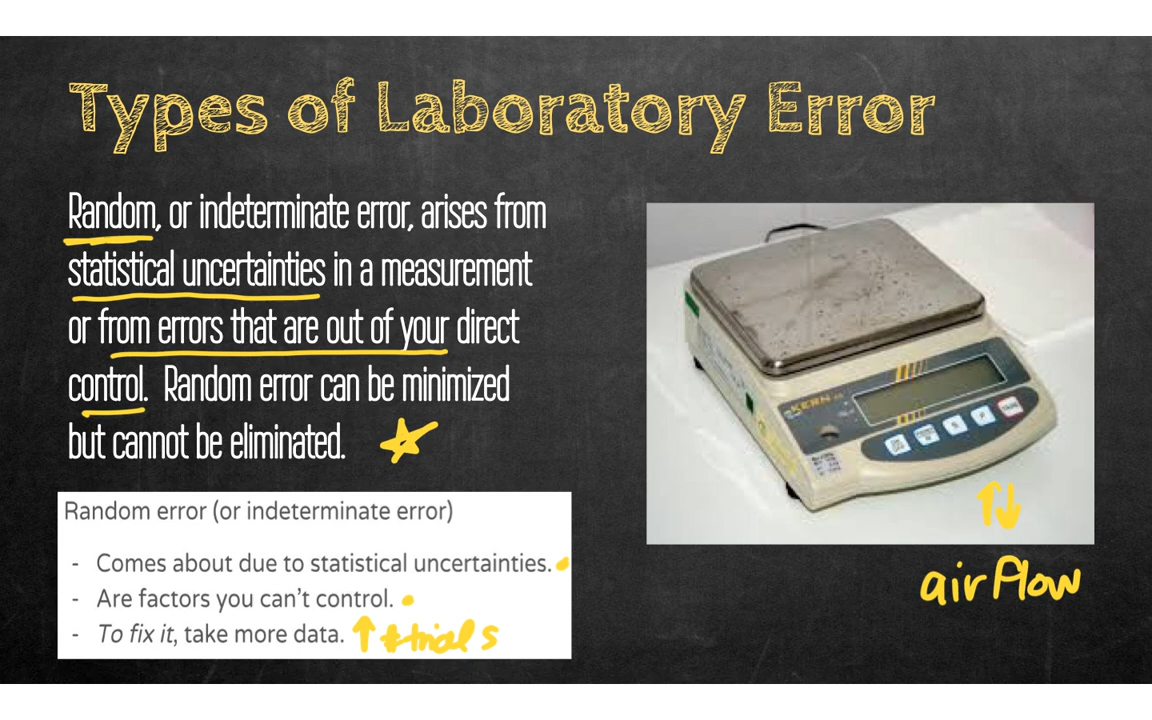 Types of Laboratory Error
Random, or indeterminate error, arises from
statistical uncertainties in a measurement
or from errors that are out of your direct
control. Random error can be minimized
but cannot be eliminated.
Random error (or indeterminate error)
- Comes about due to statistical uncertainties.
- Are factors you can't control.
- To fix it, take more data. ↑ # trials
KERN
↑↓
airflow